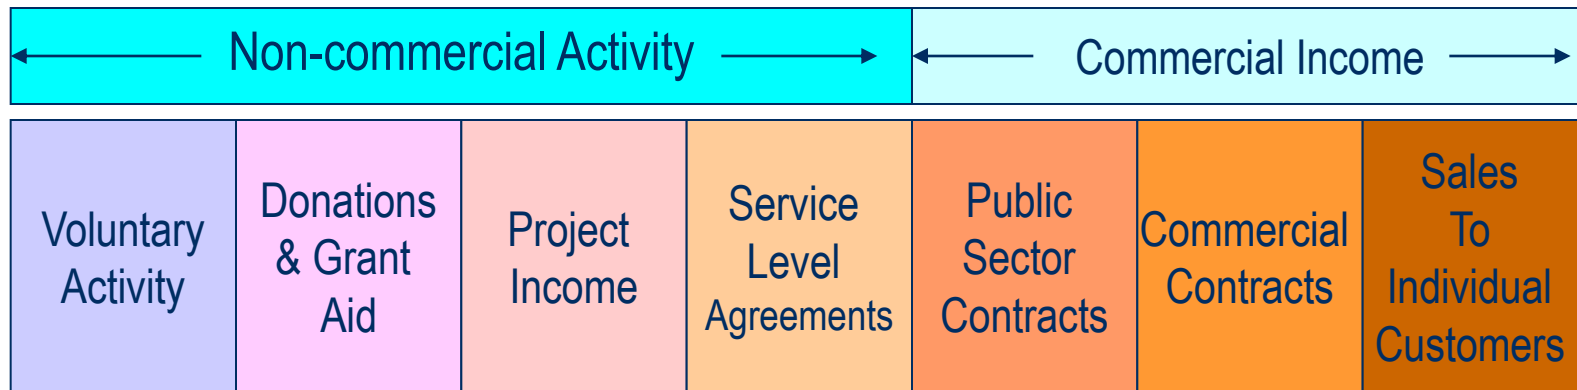 Non-commercial Activity
Commercial Income
Voluntary
Activity
Donations
& Grant
Aid
Project
Income
Service
Level
Agreements
Public
Sector
Contracts
Commercial
Contracts
Sales
To
Individual
Customers